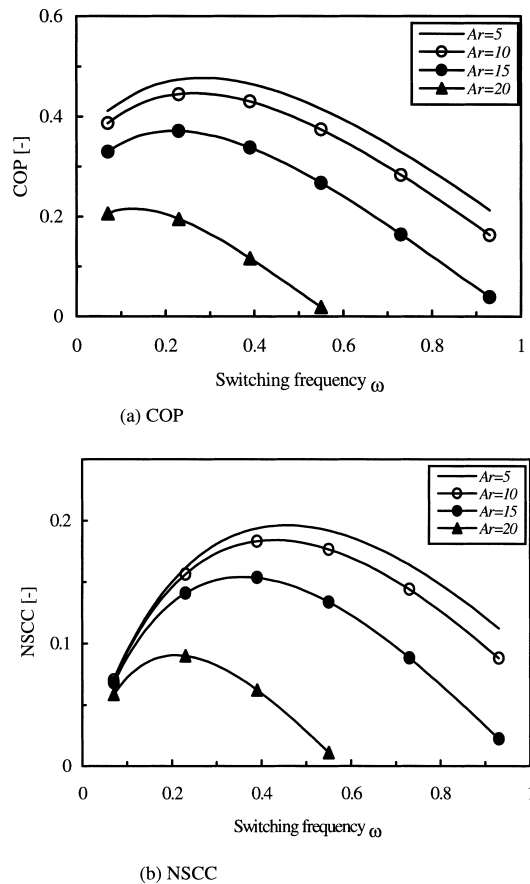 0.6
0.4
0.2
0
COP [-]
Ar=5
Ar=10
Ar=15
Ar=20
0 0.2 0.4 0.6 0.8 1
Switching frequency ω
(a) COP
0.2
0.1
0
NSCC [-]
Ar=5
Ar=10
Ar=15
Ar=20
0 0.2 0.4 0.6 0.8 1
Switching frequency ω
(b) NSCC